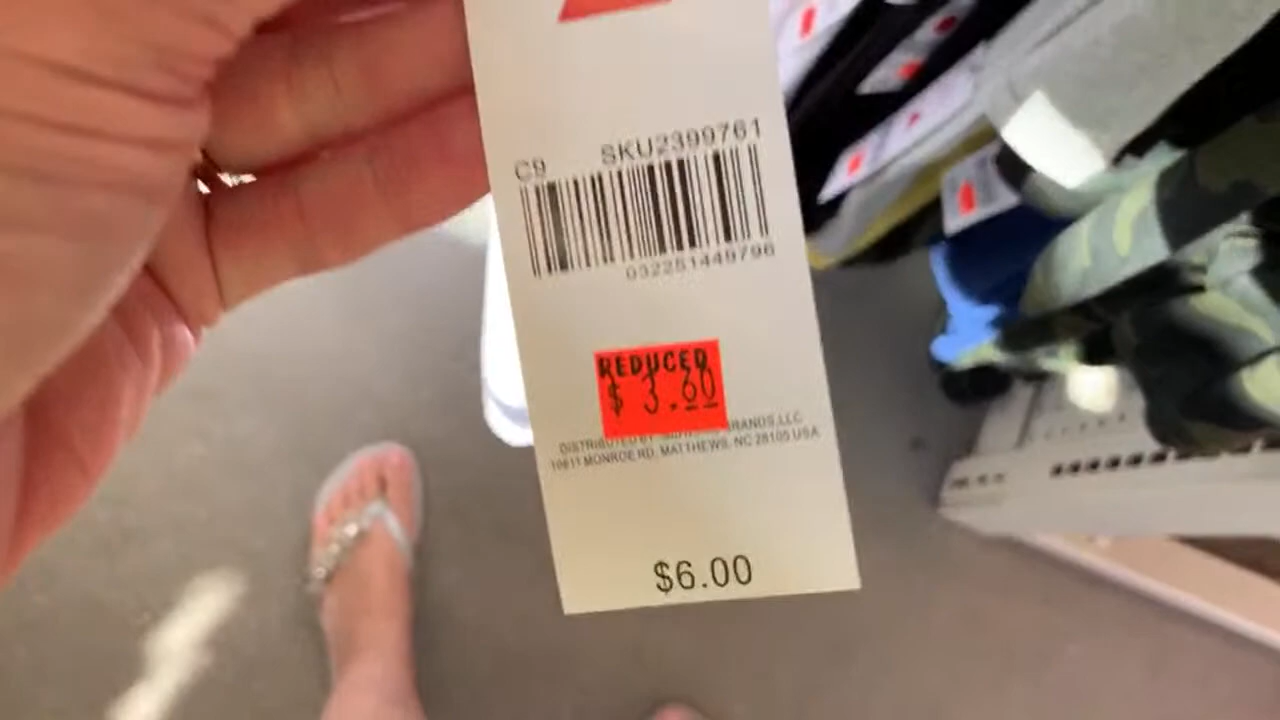 C9 SKU2399761
032251449796
REDUCED
$ 3.60
DISTRIBUTED BY BRANDS, LLC
10611 MONROE RD. MATTHEWS, NC 28105 USA
$6.00